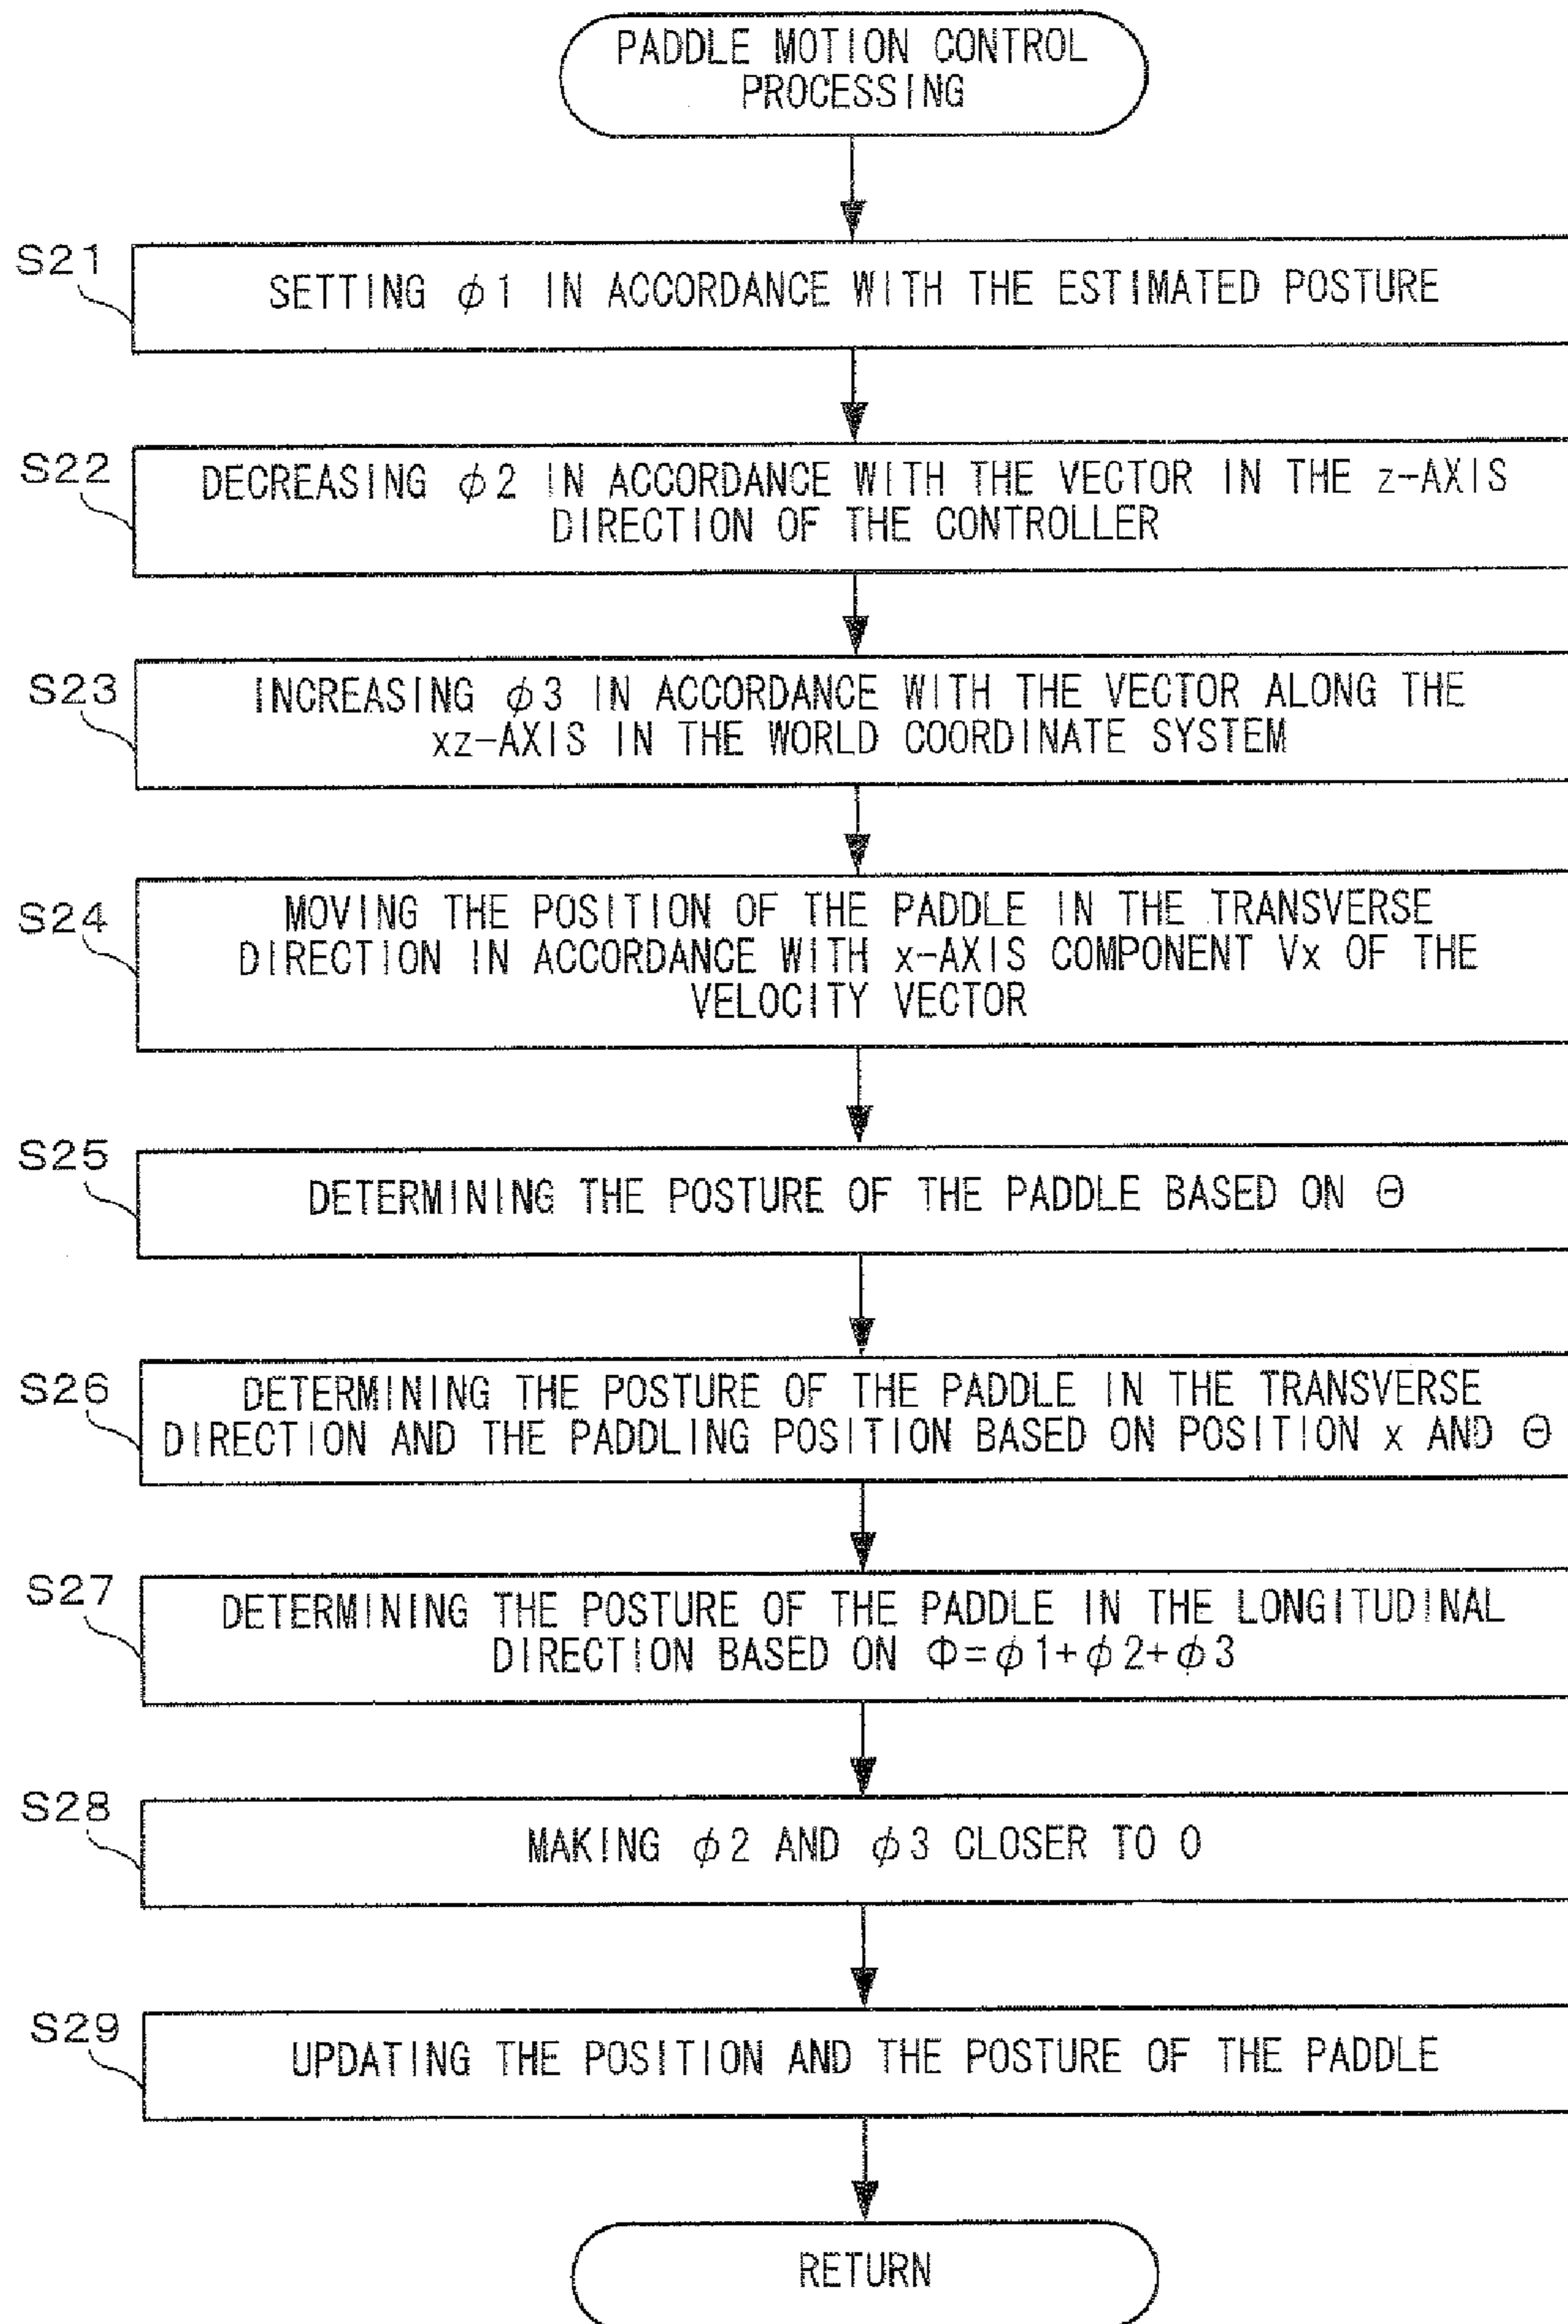 PADDLE MOTION CONTROL
PROCESSING
S21
SETTING φ1 IN ACCORDANCE WITH THE ESTIMATED POSTURE
S22
DECREASING φ2 IN ACCORDANCE WITH THE VECTOR IN THE z-AXIS
DIRECTION OF THE CONTROLLER
S23
INCREASING φ3 IN ACCORDANCE WITH THE VECTOR ALONG THE
xz-AXIS IN THE WORLD COORDINATE SYSTEM
S24
MOVING THE POSITION OF THE PADDLE IN THE TRANSVERSE
DIRECTION IN ACCORDANCE WITH x-AXIS COMPONENT Vx OF THE
VELOCITY VECTOR
S25
DETERMINING THE POSTURE OF THE PADDLE BASED ON Θ
S26
DETERMINING THE POSTURE OF THE PADDLE IN THE TRANSVERSE
DIRECTION AND THE PADDLING POSITION BASED ON POSITION x AND Θ
S27
DETERMINING THE POSTURE OF THE PADDLE IN THE LONGITUDINAL
DIRECTION BASED ON Φ=φ1+φ2+φ3
S28
MAKING φ2 AND φ3 CLOSER TO 0
S29
UPDATING THE POSITION AND THE POSTURE OF THE PADDLE
RETURN